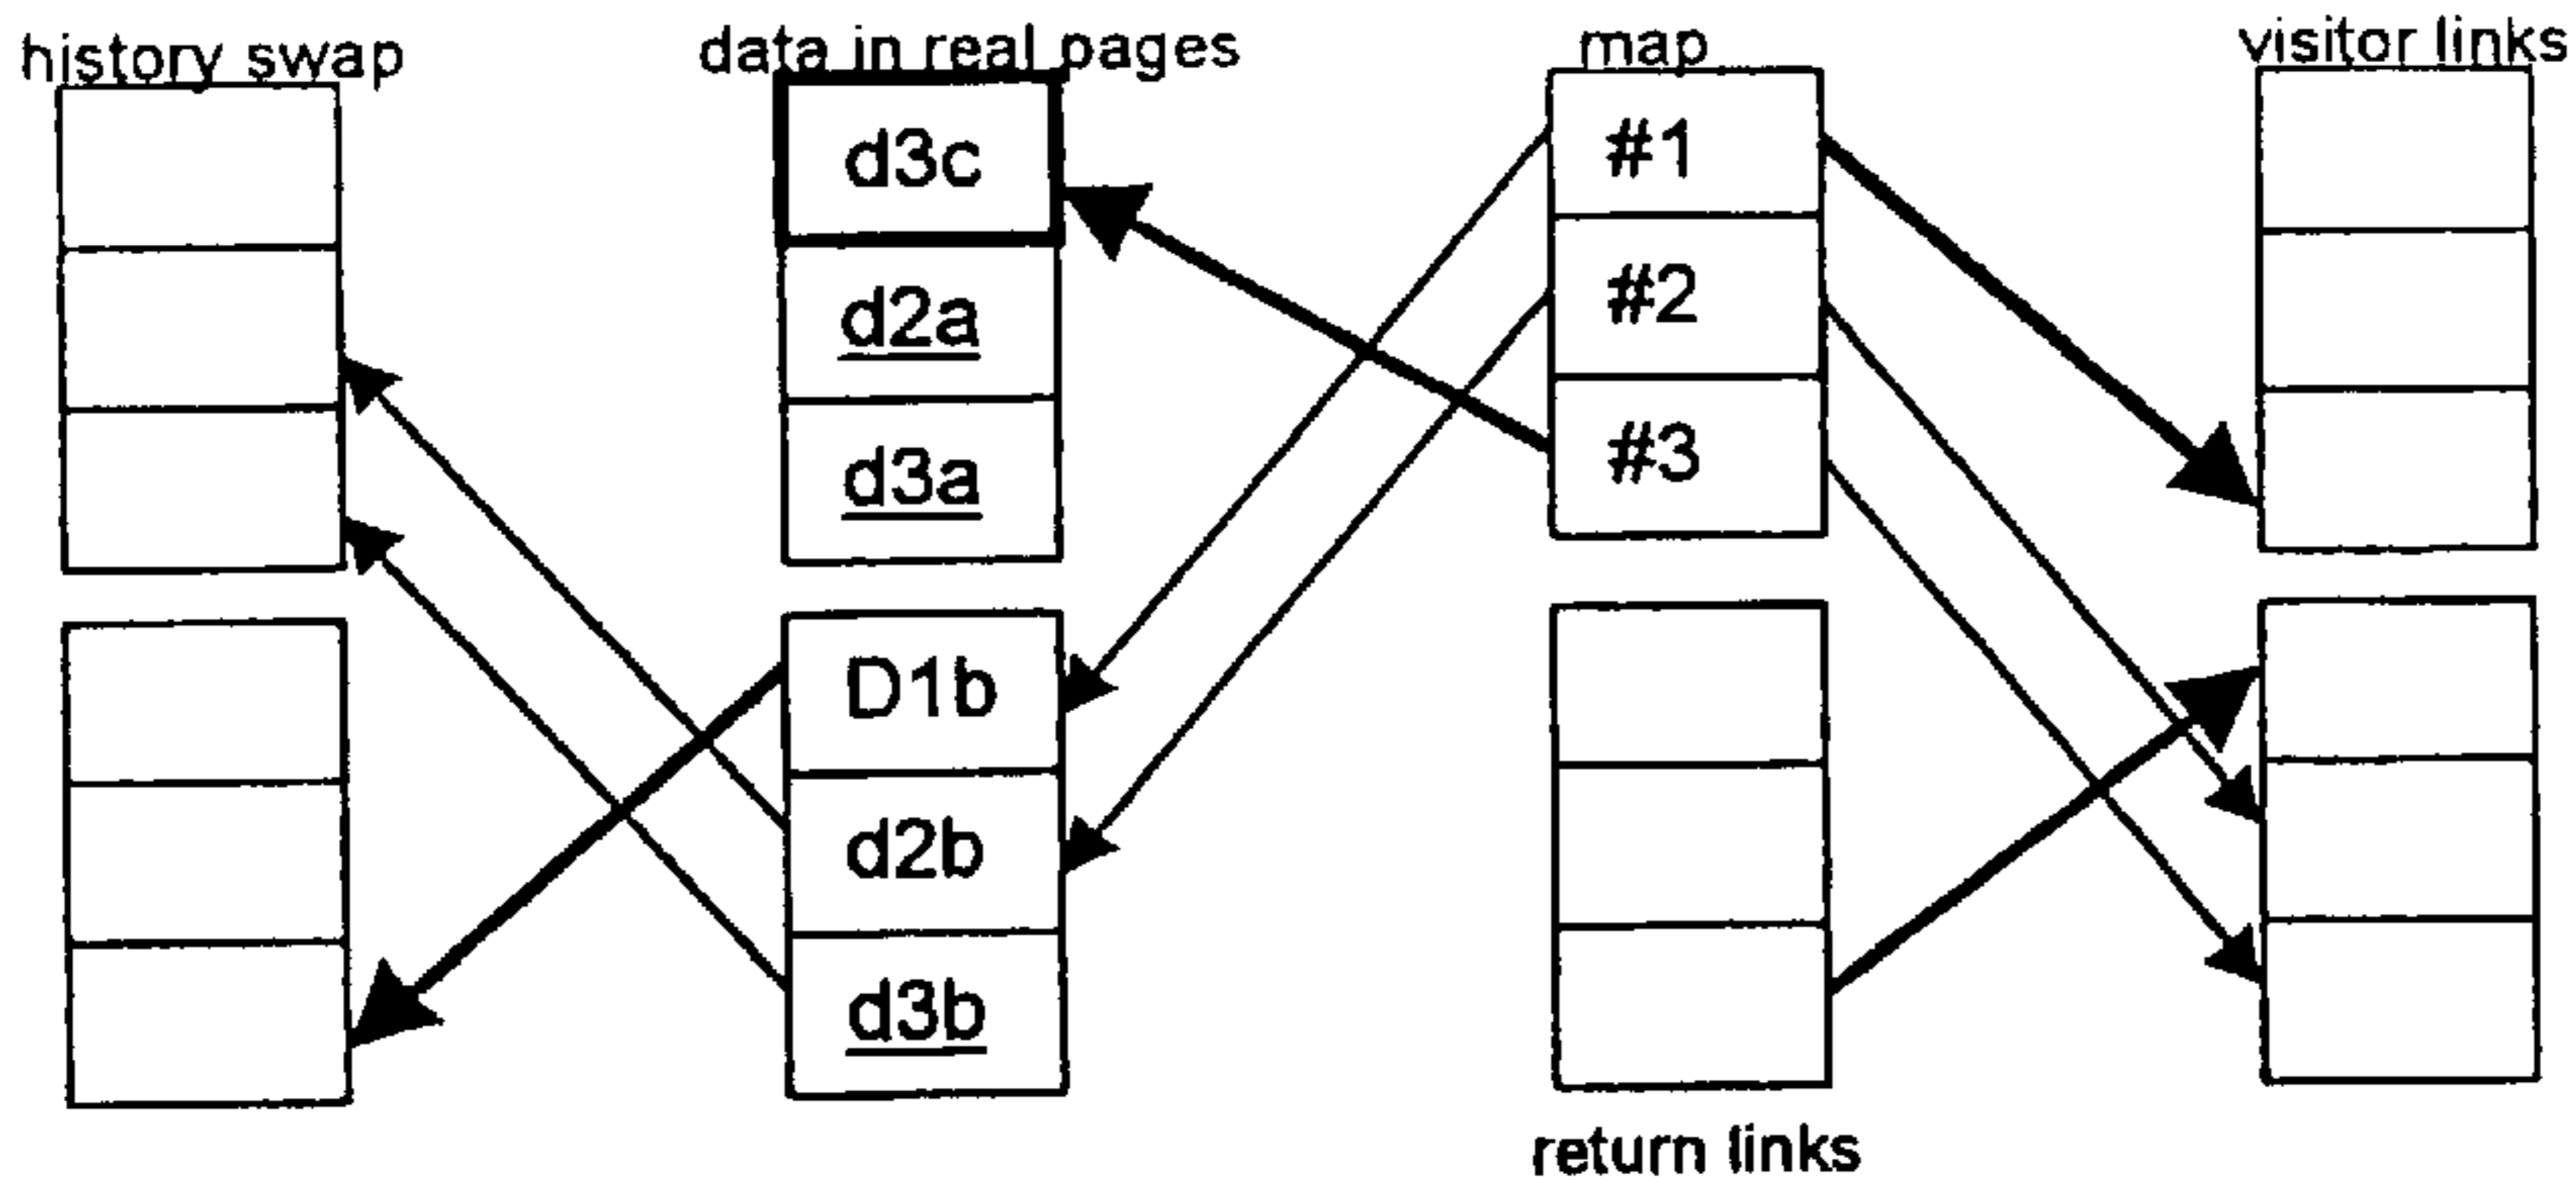 history swap
data in real pages
map
visitor links
d3c
d2a
d3a
D1b
d2b
d3b
#1
#2
#3
return links